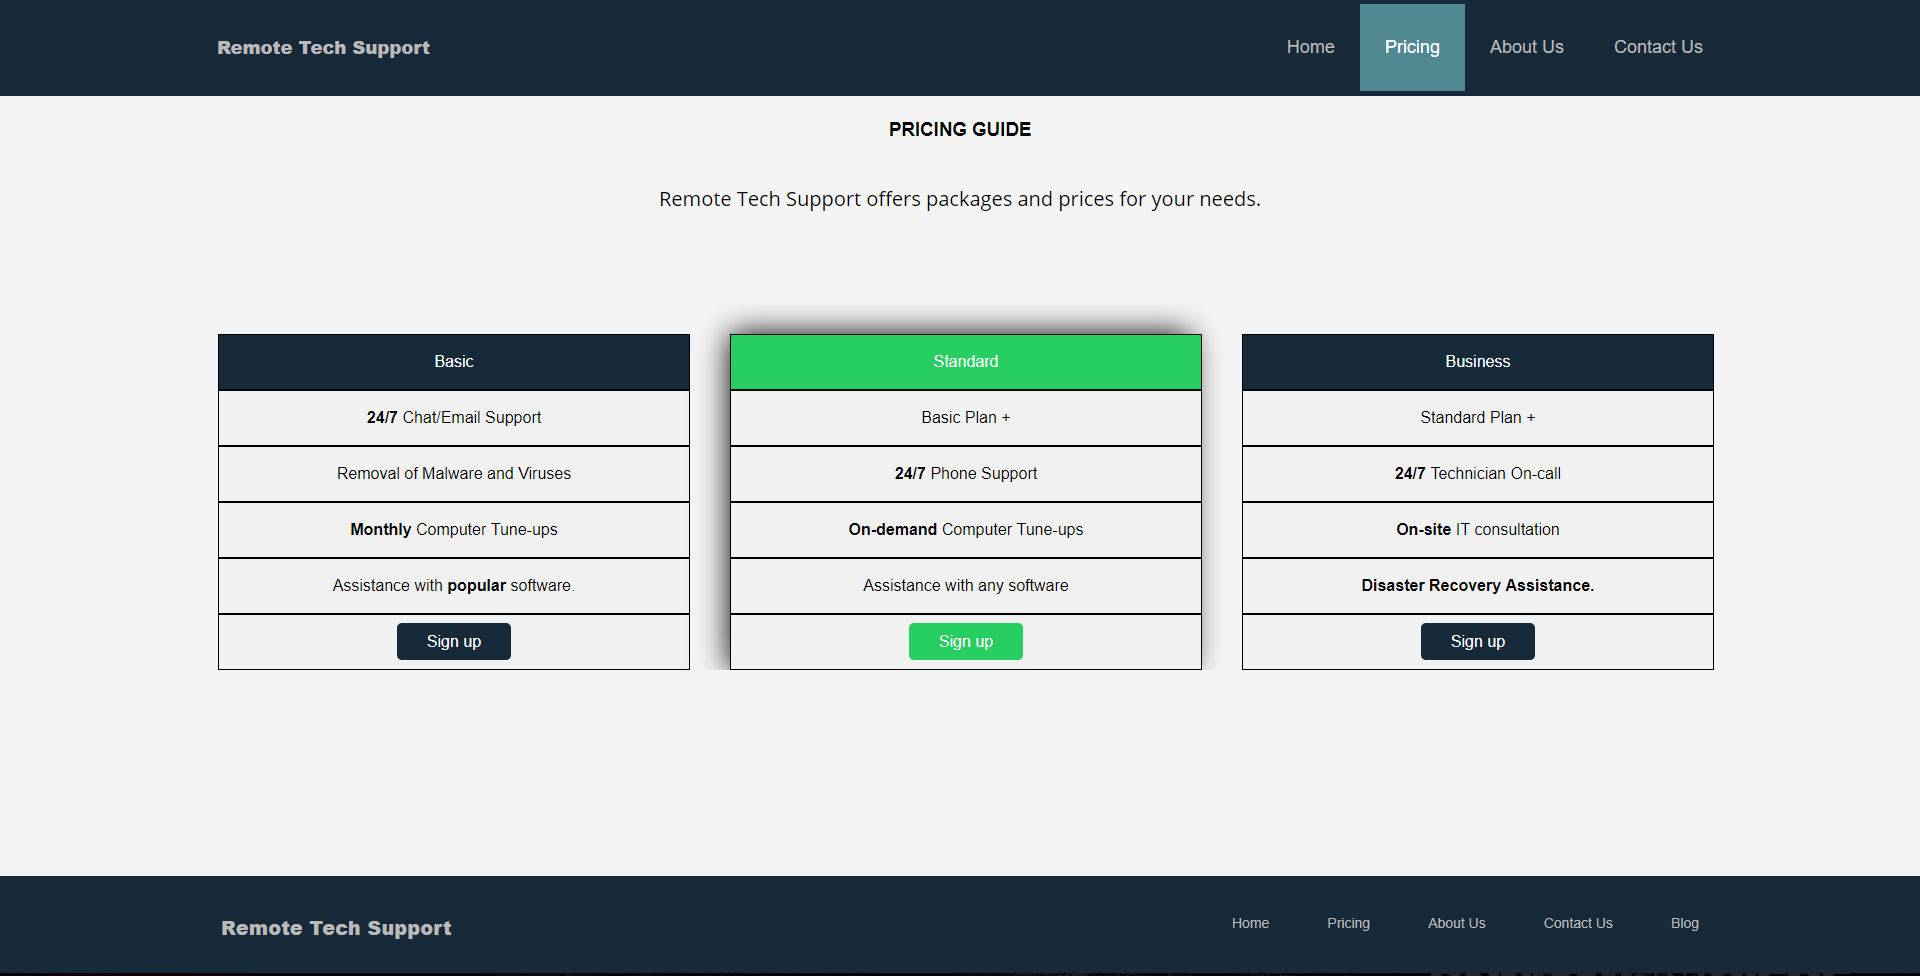 Remote Tech Support
Home Pricing About Us Contact Us
PRICING GUIDE
Remote Tech Support offers packages and prices for your needs.
Basic
24/7 Chat/Email Support
Removal of Malware and Viruses
Monthly Computer Tune-ups
Assistance with popular software.
Sign up
Standard
Basic Plan +
24/7 Phone Support
On-demand Computer Tune-ups
Assistance with any software
Sign up
Business
Standard Plan +
24/7 Technician On-call
On-site IT consultation
Disaster Recovery Assistance.
Sign up
Remote Tech Support
Home Pricing About Us Contact Us Blog